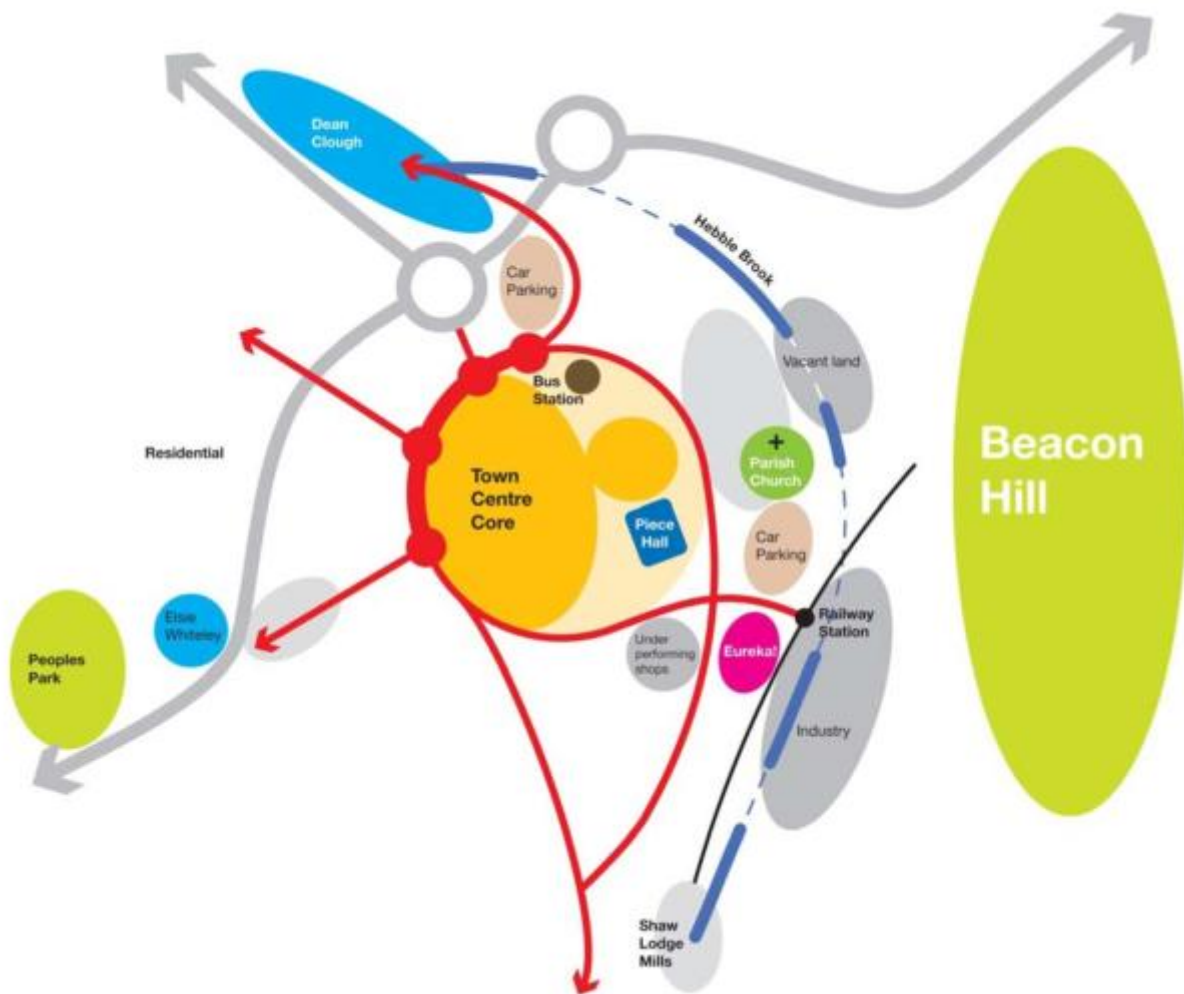 Dean
Clough
Hebble Brook
Car
Parking
Vacant land
Bus
Station
Beacon
Hill
Residential
Town
Centre
Core
Parish
Church
Piece
Hall
Car
Parking
Elsie
Whiteley
Peoples
Park
Under
performing
shops
Eureka!
Railway
Station
Industry
Shaw
Lodge
Mills